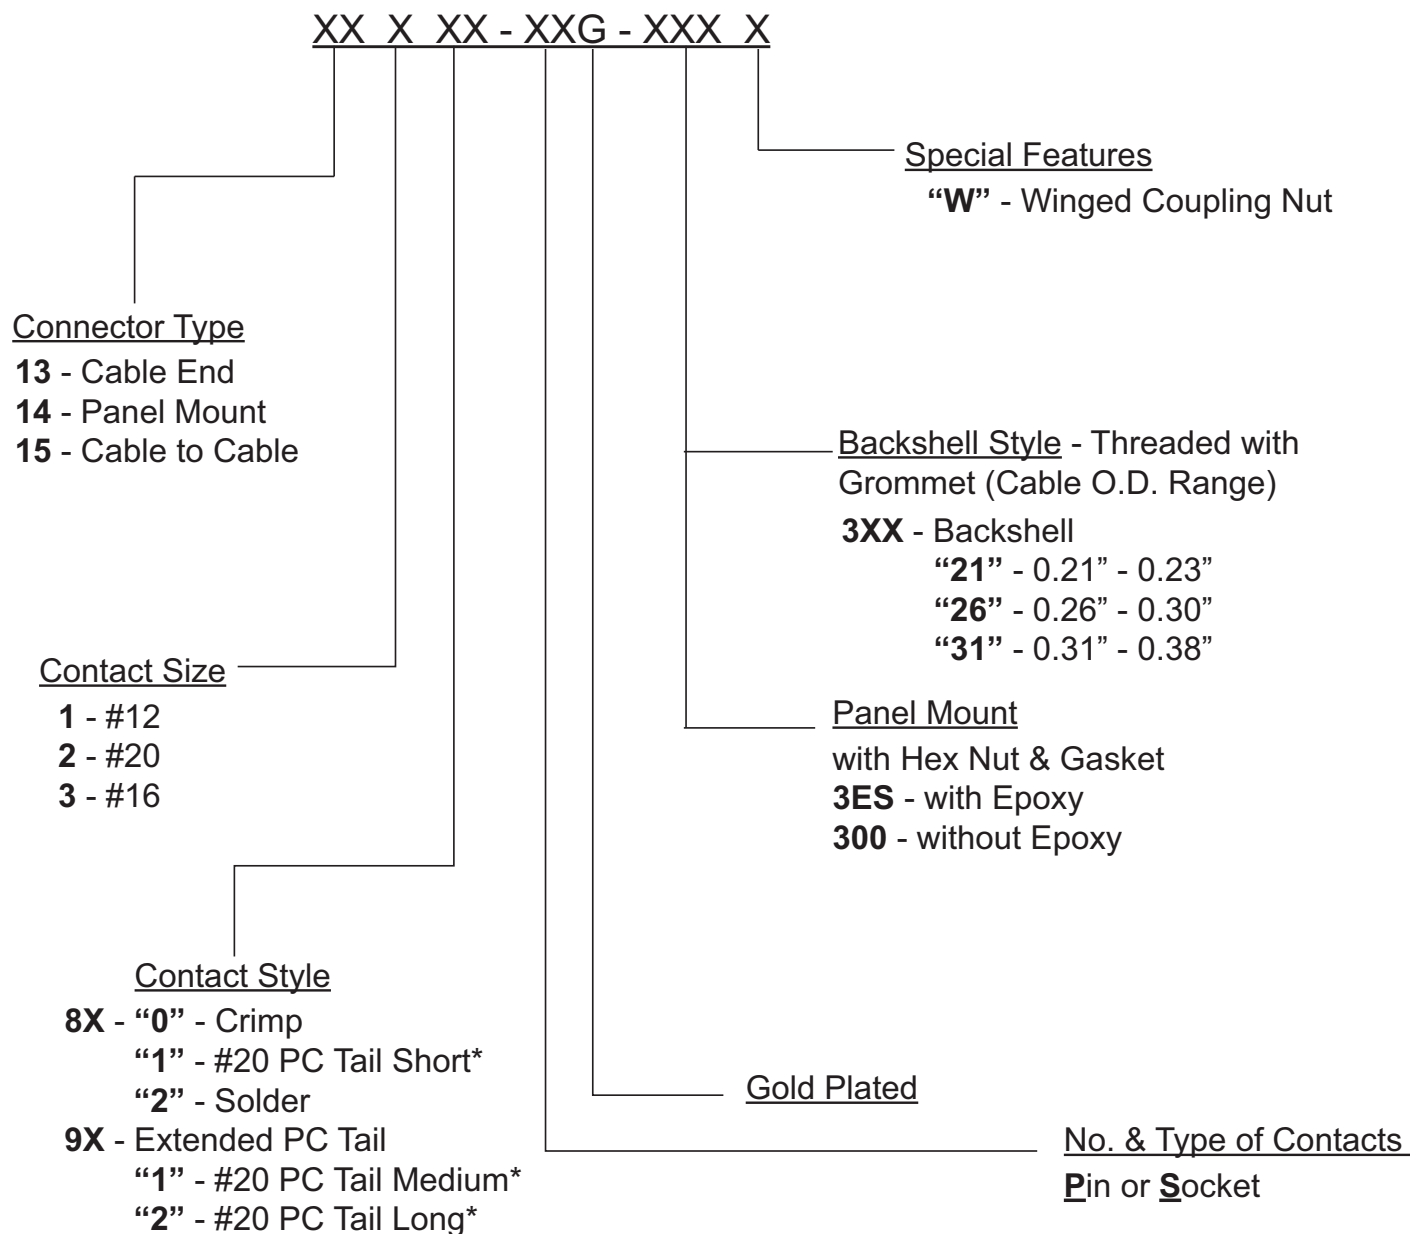 XX X XX - XXG - XXX X
Special Features
“W” - Winged Coupling Nut
Connector Type
13 - Cable End
14 - Panel Mount
15 - Cable to Cable
Backshell Style - Threaded with
Grommet (Cable O.D. Range)
3XX - Backshell
“21” - 0.21” - 0.23”
“26” - 0.26” - 0.30”
“31” - 0.31” - 0.38”
Contact Size
1 - #12
2 - #20
3 - #16
Panel Mount
with Hex Nut & Gasket
3ES - with Epoxy
300 - without Epoxy
Contact Style
8X - “0” - Crimp
“1” - #20 PC Tail Short*
“2” - Solder
9X - Extended PC Tail
“1” - #20 PC Tail Medium*
“2” - #20 PC Tail Long*
Gold Plated
No. & Type of Contacts
Pin or Socket